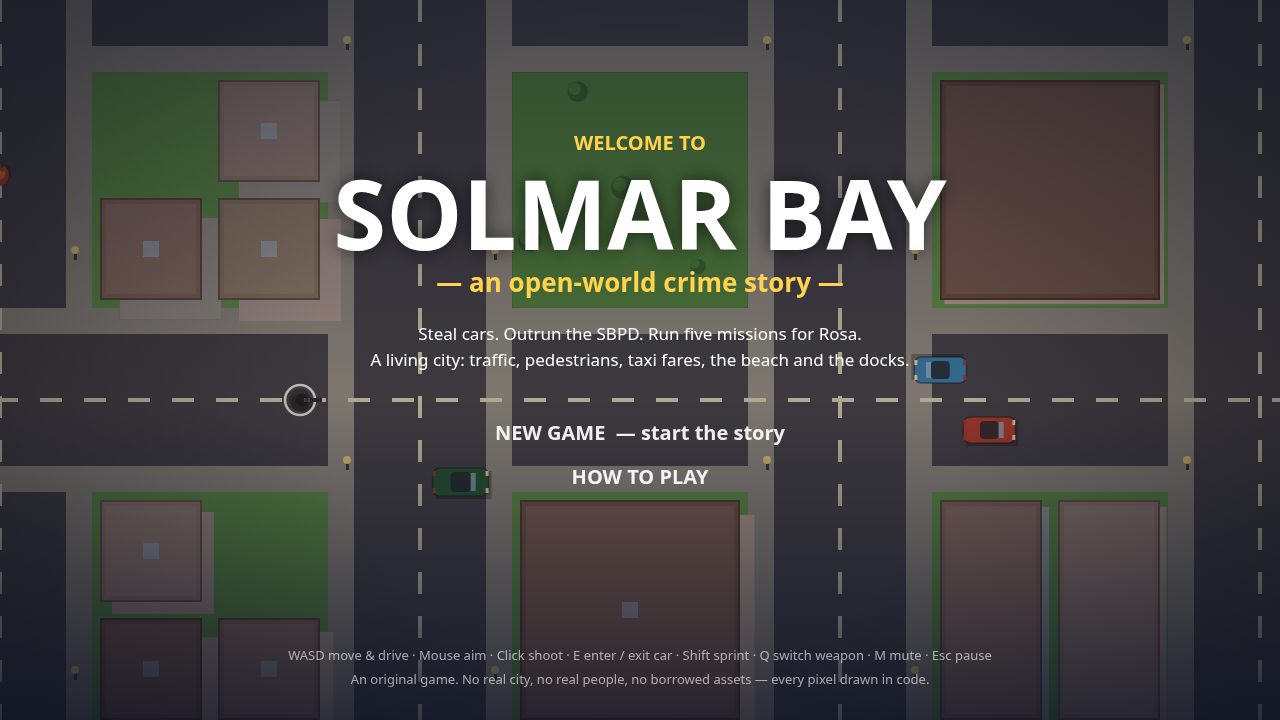 WELCOME TO
SOLMAR BAY
— an open-world crime story —
Steal cars. Outrun the SBPD. Run five missions for Rosa.
A living city: traffic, pedestrians, taxi fares, the beach and the docks.
NEW GAME — start the story
HOW TO PLAY
WASD move & drive · Mouse aim · Click shoot · E enter / exit car · Shift sprint · Q switch weapon · M mute · Esc pause
An original game. No real city, no real people, no borrowed assets — every pixel drawn in code.